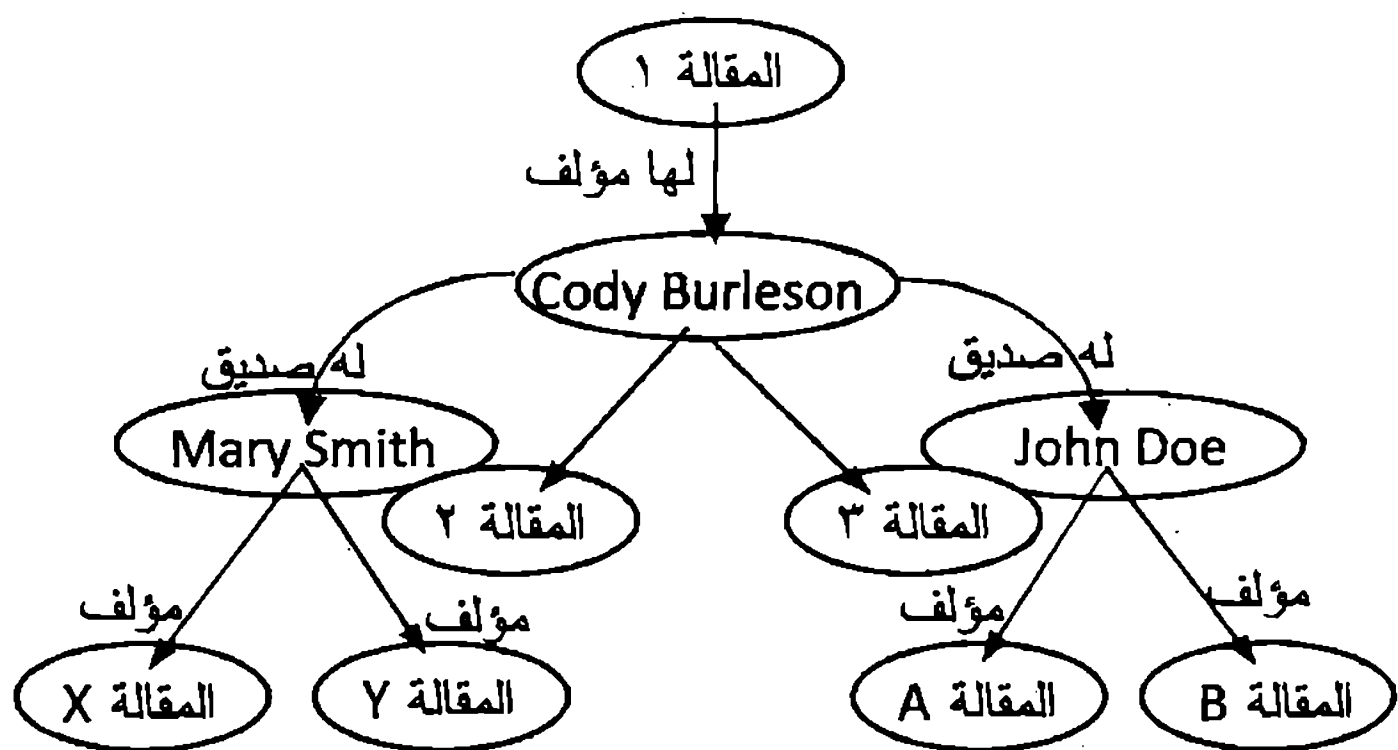 المقالة ١
لها مؤلف
Cody Burleson
له صديق
له صديق
Mary Smith
John Doe
المقالة ٢
المقالة ٣
مؤلف
مؤلف
مؤلف
مؤلف
المقالة X
المقالة Y
المقالة A
المقالة B